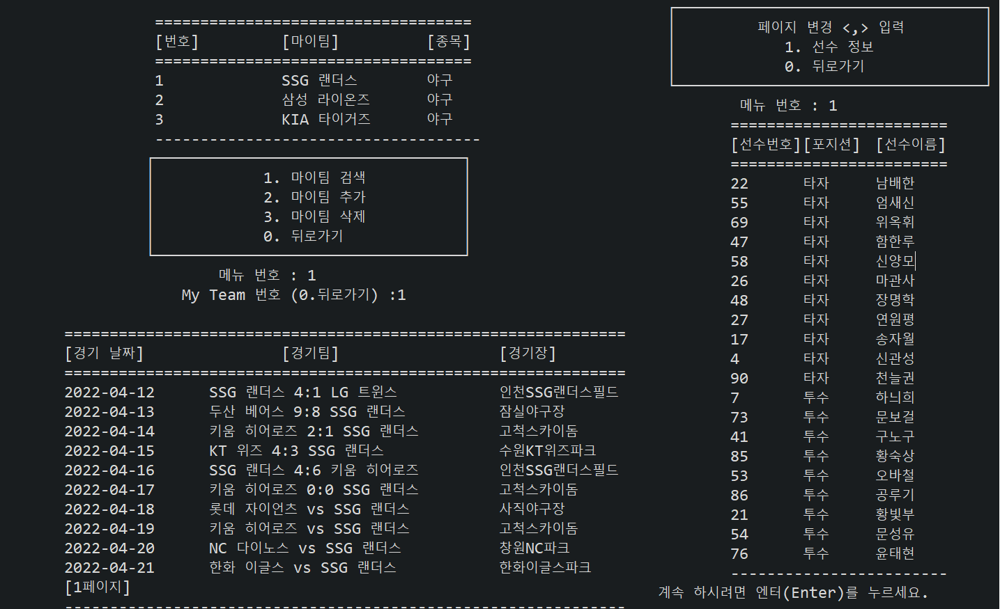 ==================================
[번호] [마이팀] [종목]
==================================
1 SSG 랜더스 야구
2 삼성 라이온즈 야구
3 KIA 타이거즈 야구
-----------------------------------
1. 마이팀 검색
2. 마이팀 추가
3. 마이팀 삭제
0. 뒤로가기
메뉴 번호 : 1
My Team 번호 (0.뒤로가기) :1
==============================================================
[경기 날짜] [경기팀] [경기장]
==============================================================
2022-04-12 SSG 랜더스 4:1 LG 트윈스 인천SSG랜더스필드
2022-04-13 두산 베어스 9:8 SSG 랜더스 잠실야구장
2022-04-14 키움 히어로즈 2:1 SSG 랜더스 고척스카이돔
2022-04-15 KT 위즈 4:3 SSG 랜더스 수원KT위즈파크
2022-04-16 SSG 랜더스 4:6 키움 히어로즈 인천SSG랜더스필드
2022-04-17 키움 히어로즈 0:0 SSG 랜더스 고척스카이돔
2022-04-18 롯데 자이언츠 vs SSG 랜더스 사직야구장
2022-04-19 키움 히어로즈 vs SSG 랜더스 고척스카이돔
2022-04-20 NC 다이노스 vs SSG 랜더스 창원NC파크
2022-04-21 한화 이글스 vs SSG 랜더스 한화이글스파크
[1페이지]
--------------------------------------------------------------
페이지 변경 <,> 입력
1. 선수 정보
0. 뒤로가기
메뉴 번호 : 1
========================
[선수번호][포지션] [선수이름]
========================
22 타자 남배한
55 타자 엄새신
69 타자 위옥휘
47 타자 함한루
58 타자 신양모
26 타자 마관사
48 타자 장명학
27 타자 연원평
17 타자 송자월
4 타자 신관성
90 타자 천늘권
7 투수 하늬희
73 투수 문보걸
41 투수 구노구
85 투수 황숙상
53 투수 오바철
86 투수 공루기
21 투수 황빛부
54 투수 문성유
76 투수 윤태현
------------------------
계속 하시려면 엔터(Enter)를 누르세요.